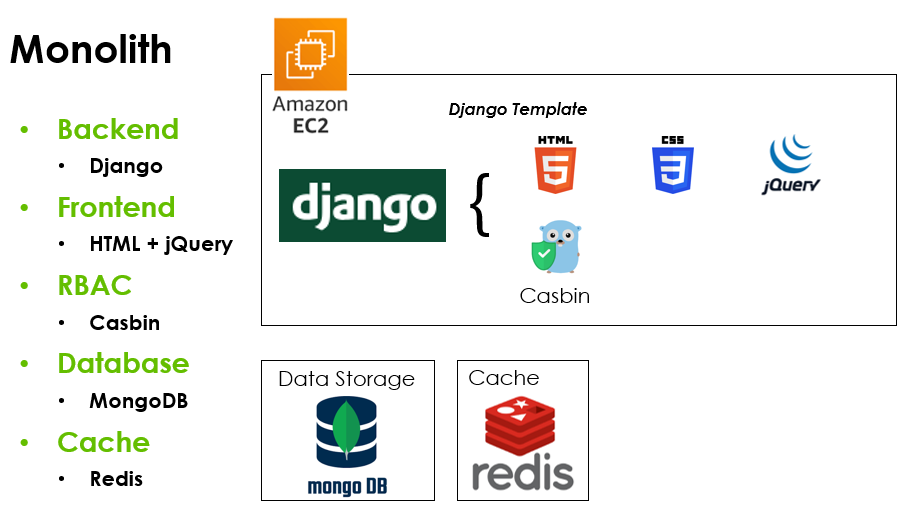 Monolith
• Backend
• Django
• Frontend
• HTML + jQuery
• RBAC
• Casbin
• Database
• MongoDB
• Cache
• Redis
Amazon
EC2
Django Template
django
{
HTML
5
CSS
3
jQuery
Casbin
Data Storage
mongo DB
Cache
redis